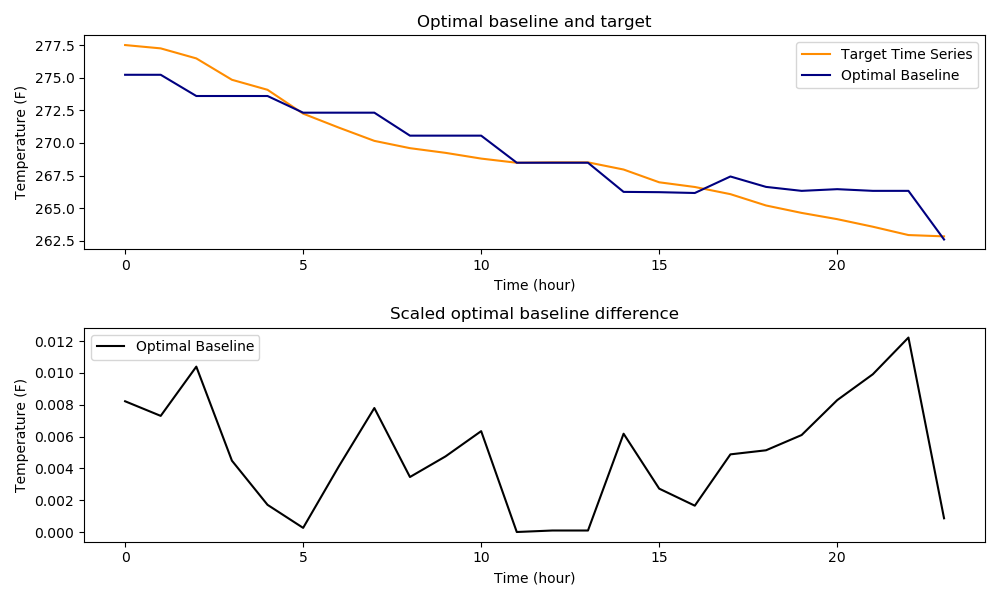 Optimal baseline and target
Target Time Series
Optimal Baseline
Temperature (F)
277.5
275.0
272.5
270.0
267.5
265.0
262.5
0 5 10 15 20
Time (hour)
Scaled optimal baseline difference
Optimal Baseline
Temperature (F)
0.012
0.010
0.008
0.006
0.004
0.002
0.000
0 5 10 15 20
Time (hour)